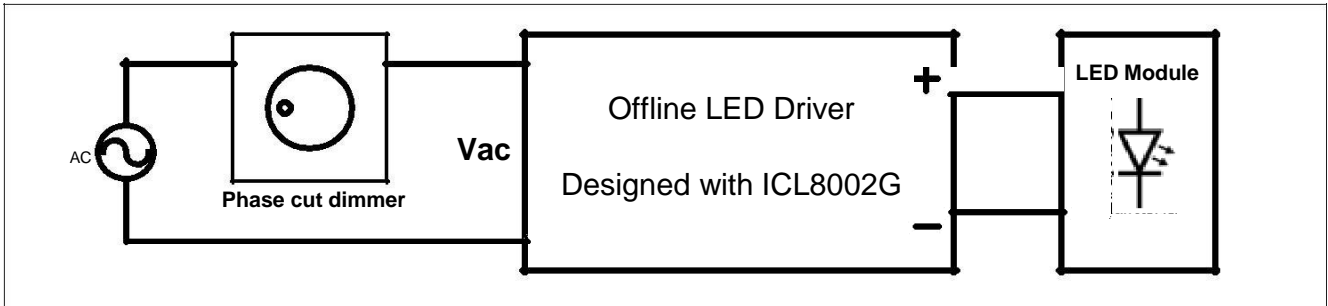 AC
Phase cut dimmer
Vac
Offline LED Driver
Designed with ICL8002G
+
−
LED Module